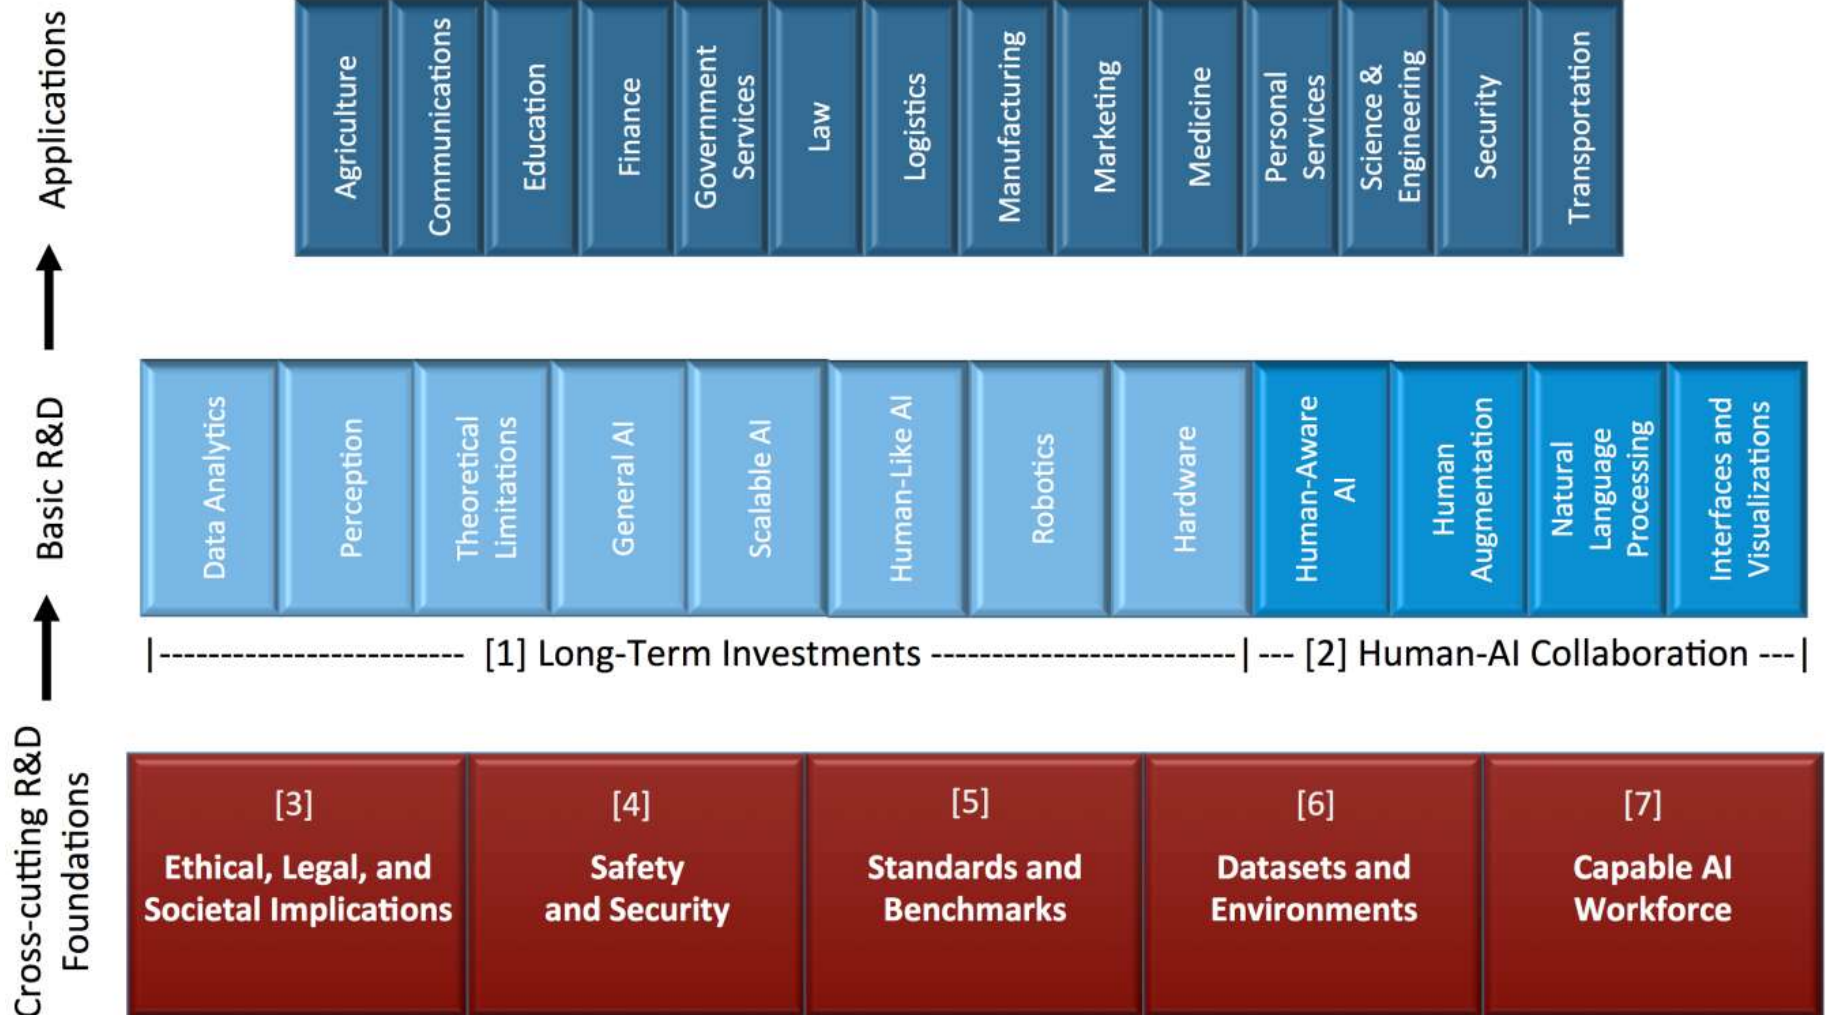 Applications
Agriculture
Communications
Education
Finance
Government
Services
Law
Logistics
Manufacturing
Marketing
Medicine
Personal
Services
Science &
Engineering
Security
Transportation
Basic R&D
Data Analytics
Perception
Theoretical
Limitations
General AI
Scalable AI
Human-Like AI
Robotics
Hardware
Human-Aware
AI
Human
Augmentation
Natural
Language
Processing
Interfaces and
Visualizations
|------------------------- [1] Long-Term Investments -------------------------| --- [2] Human-AI Collaboration ---|
Cross-cutting R&D
Foundations
[3]
Ethical, Legal, and
Societal Implications
[4]
Safety
and Security
[5]
Standards and
Benchmarks
[6]
Datasets and
Environments
[7]
Capable AI
Workforce